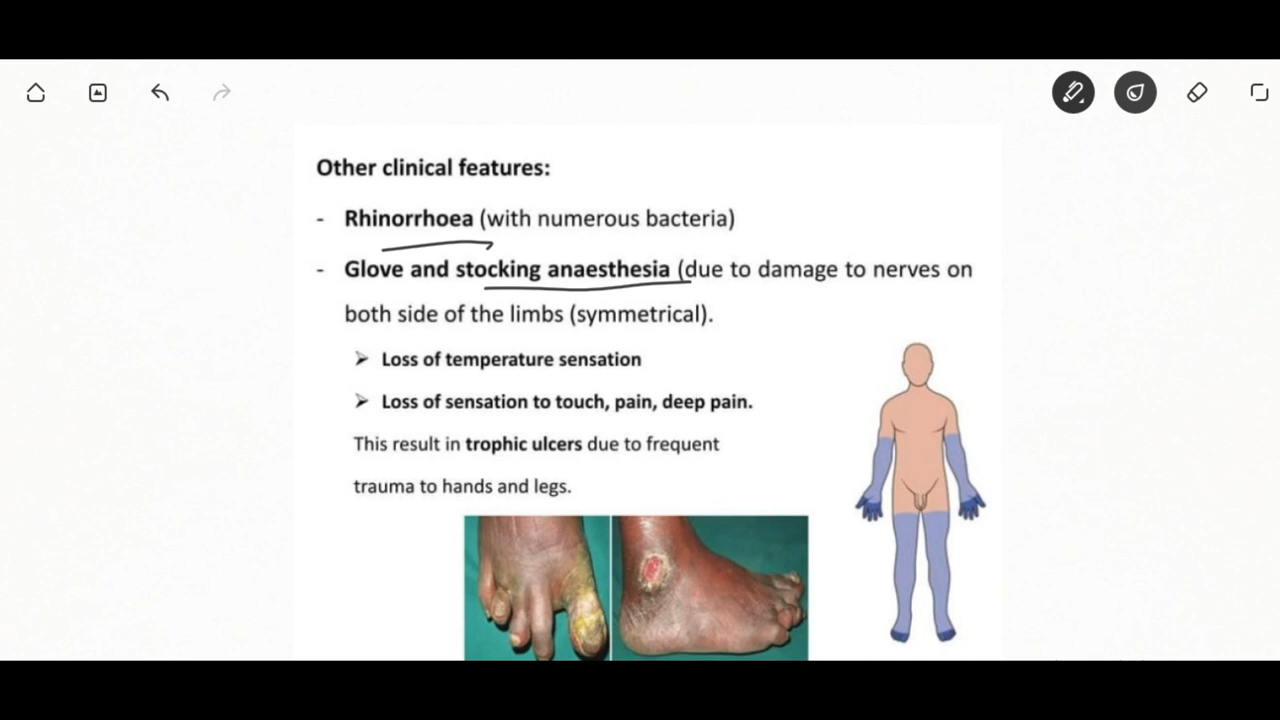 Other clinical features:
- Rhinorrhoea (with numerous bacteria)
- Glove and stocking anaesthesia (due to damage to nerves on
both side of the limbs (symmetrical).
➢ Loss of temperature sensation
➢ Loss of sensation to touch, pain, deep pain.
This result in trophic ulcers due to frequent
trauma to hands and legs.